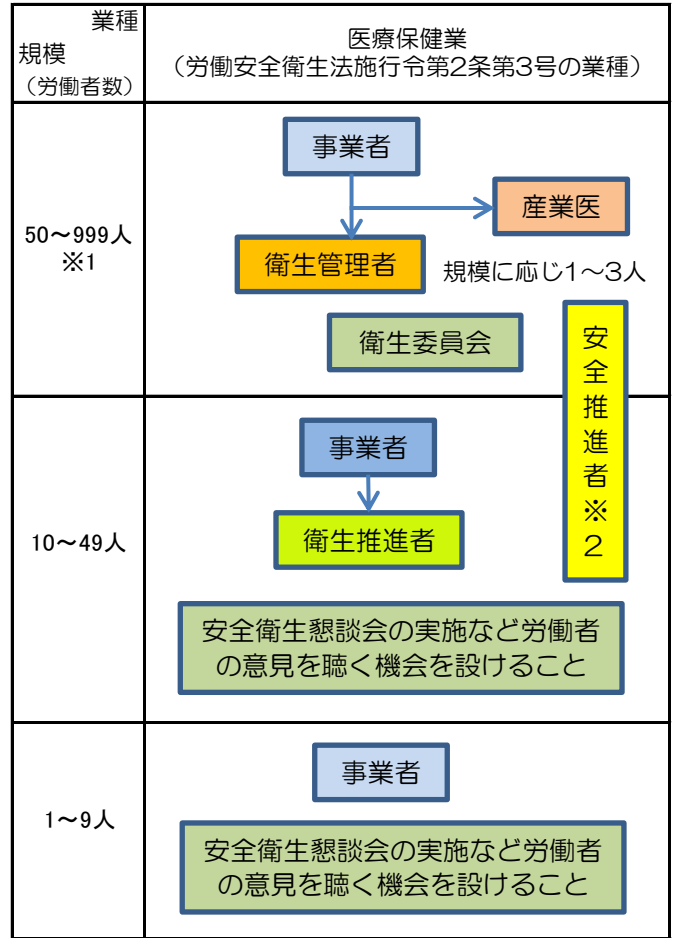 業種
規模
（労働者数）
医療保健業
（労働安全衛生法施行令第2条第3号の業種）
50～999人
※1
事業者
産業医
衛生管理者
規模に応じ1～3人
衛生委員会
安全推進者※2
10～49人
事業者
衛生推進者
安全衛生懇談会の実施など労働者
の意見を聴く機会を設けること
1～9人
事業者
安全衛生懇談会の実施など労働者
の意見を聴く機会を設けること